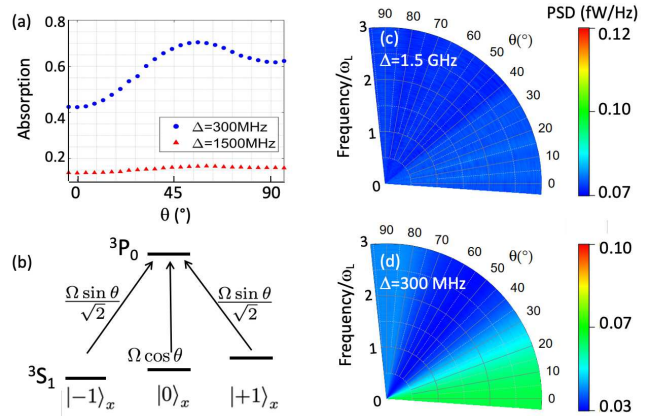 (a)
0.8
0.6
0.4
0.2
Absorption
Δ=300MHz
Δ=1500MHz
0
45
90
θ (°)
(b)
³P₀
Ω sin θ
√2
Ω sin θ
√2
Ω cos θ
³S₁
|−1⟩ₓ
|0⟩ₓ
|+1⟩ₓ
(c)
Δ=1.5 GHz
Frequency/ω_L
3
2
1
0
90
80
70
60
50
40
30
20
10
0
θ(°)
PSD (fW/Hz)
0.12
0.10
0.07
(d)
Δ=300 MHz
Frequency/ω_L
3
2
1
0
90
80
70
60
50
40
30
20
10
0
θ(°)
0.10
0.07
0.03